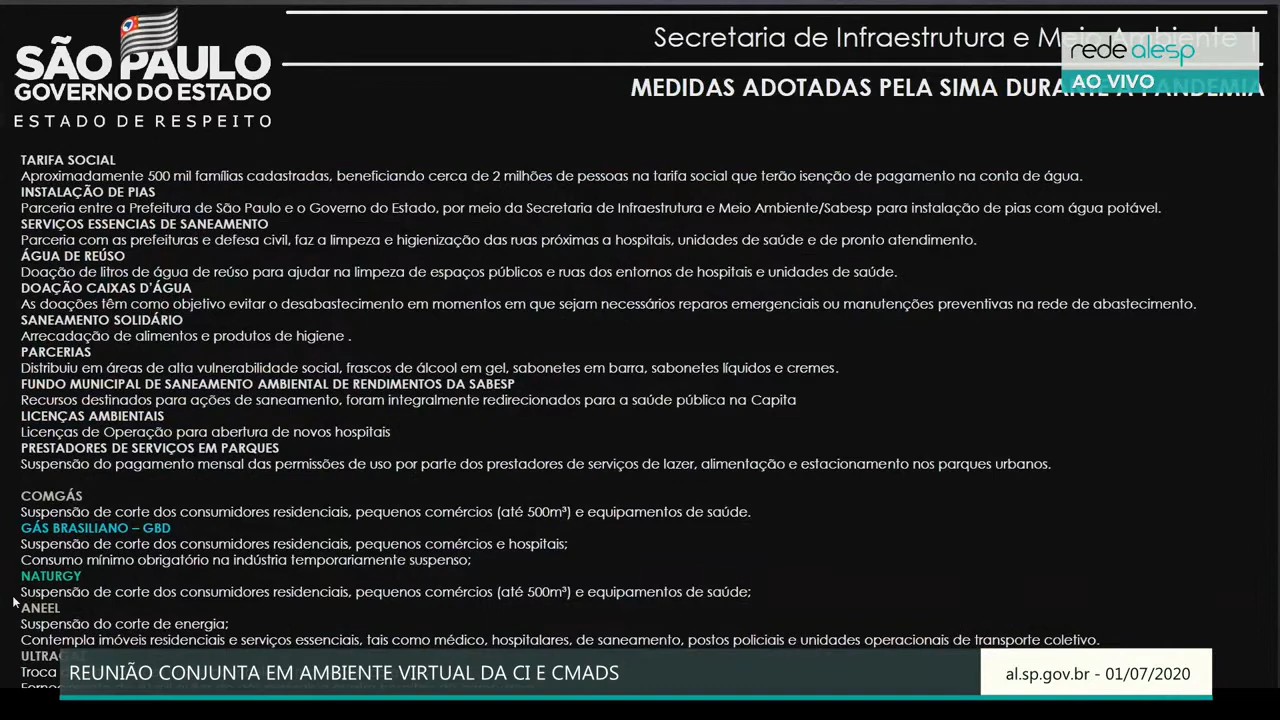 SÃO PAULO
GOVERNO DO ESTADO
ESTADO DE RESPEITO
Secretaria de Infraestrutura e Meio Ambiente |
rede alesp
AO VIVO
MEDIDAS ADOTADAS PELA SIMA DURANTE A PANDEMIA
TARIFA SOCIAL
Aproximadamente 500 mil famílias cadastradas, beneficiando cerca de 2 milhões de pessoas na tarifa social que terão isenção de pagamento na conta de água.
INSTALAÇÃO DE PIAS
Parceria entre a Prefeitura de São Paulo e o Governo do Estado, por meio da Secretaria de Infraestrutura e Meio Ambiente/Sabesp para instalação de pias com água potável.
SERVIÇOS ESSENCIAS DE SANEAMENTO
Parceria com as prefeituras e defesa civil, faz a limpeza e higienização das ruas próximas a hospitais, unidades de saúde e de pronto atendimento.
ÁGUA DE REÚSO
Doação de litros de água de reúso para ajudar na limpeza de espaços públicos e ruas dos entornos de hospitais e unidades de saúde.
DOAÇÃO CAIXAS D'ÁGUA
As doações têm como objetivo evitar o desabastecimento em momentos em que sejam necessários reparos emergenciais ou manutenções preventivas na rede de abastecimento.
SANEAMENTO SOLIDÁRIO
Arrecadação de alimentos e produtos de higiene .
PARCERIAS
Distribuiu em áreas de alta vulnerabilidade social, frascos de álcool em gel, sabonetes em barra, sabonetes líquidos e cremes.
FUNDO MUNICIPAL DE SANEAMENTO AMBIENTAL DE RENDIMENTOS DA SABESP
Recursos destinados para ações de saneamento, foram integralmente redirecionados para a saúde pública na Capita
LICENÇAS AMBIENTAIS
Licenças de Operação para abertura de novos hospitais
PRESTADORES DE SERVIÇOS EM PARQUES
Suspensão do pagamento mensal das permissões de uso por parte dos prestadores de serviços de lazer, alimentação e estacionamento nos parques urbanos.
COMGÁS
Suspensão de corte dos consumidores residenciais, pequenos comércios (até 500m³) e equipamentos de saúde.
GÁS BRASILIANO – GBD
Suspensão de corte dos consumidores residenciais, pequenos comércios e hospitais;
Consumo mínimo obrigatório na indústria temporariamente suspenso;
NATURGY
Suspensão de corte dos consumidores residenciais, pequenos comércios (até 500m³) e equipamentos de saúde;
ANEEL
Suspensão do corte de energia;
Contempla imóveis residenciais e serviços essenciais, tais como médico, hospitalares, de saneamento, postos policiais e unidades operacionais de transporte coletivo.
Troca
REUNIÃO CONJUNTA EM AMBIENTE VIRTUAL DA CI E CMADS
al.sp.gov.br - 01/07/2020